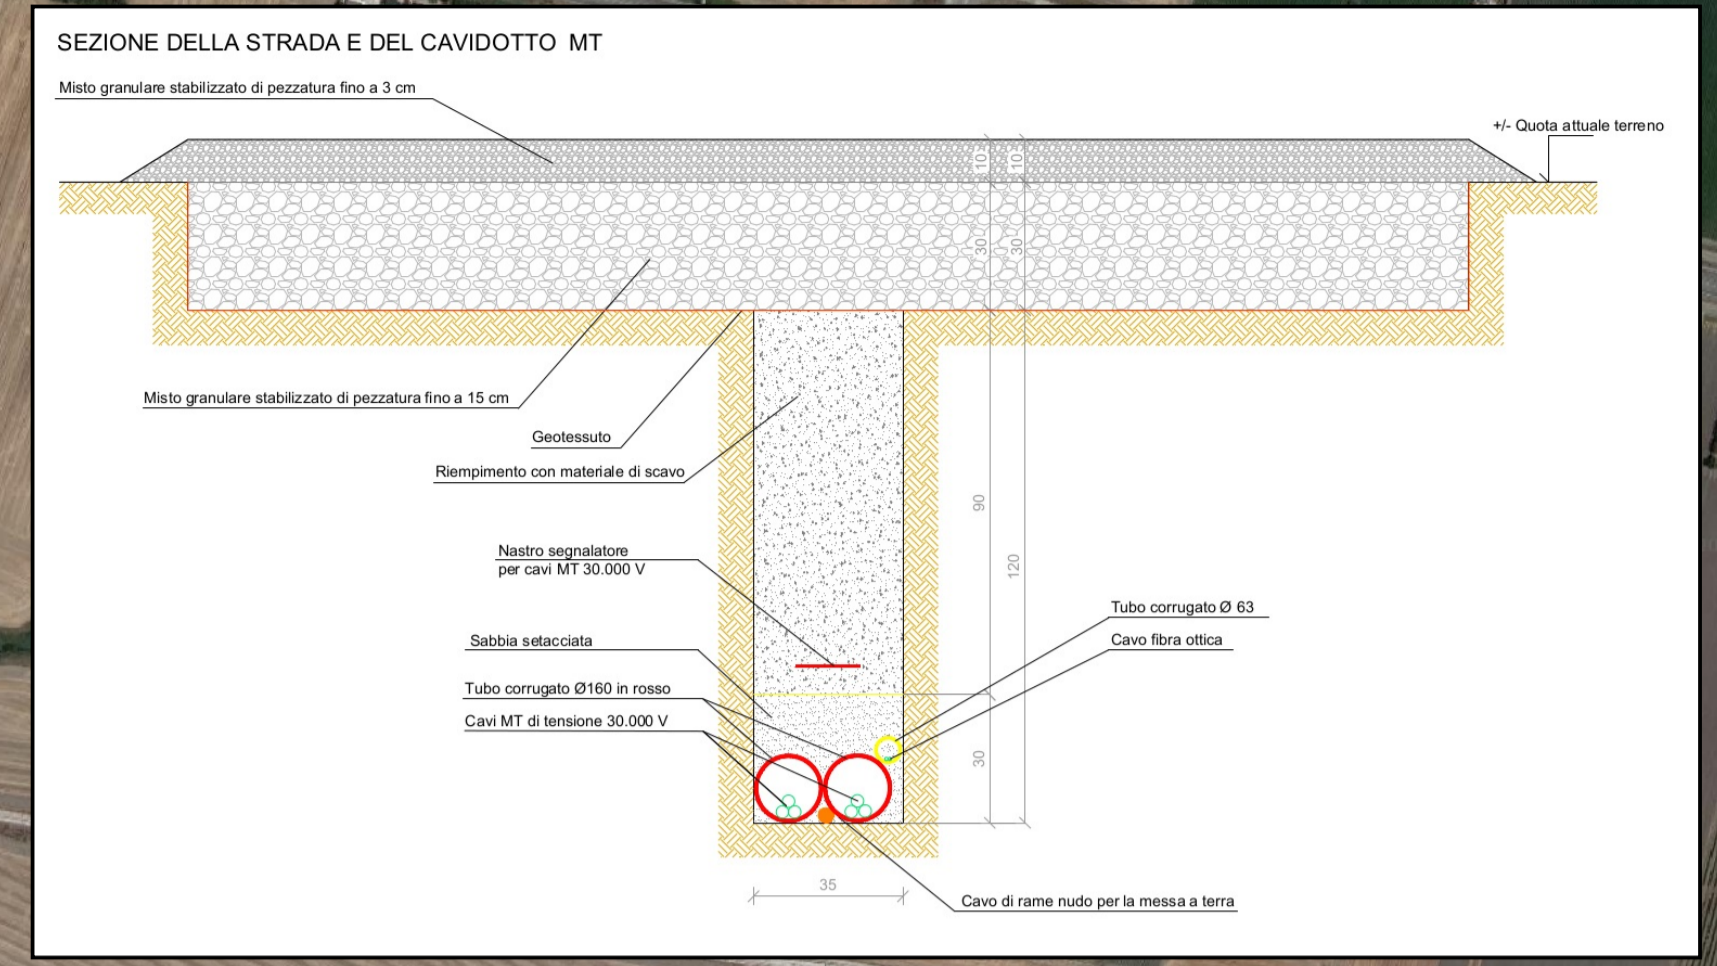 SEZIONE DELLA STRADA E DEL CAVIDOTTO MT
Misto granulare stabilizzato di pezzatura fino a 3 cm
+/- Quota attuale terreno
10
10
30
30
Misto granulare stabilizzato di pezzatura fino a 15 cm
Geotessuto
Riempimento con materiale di scavo
90
Nastro segnalatore
per cavi MT 30.000 V
120
Tubo corrugato Ø 63
Sabbia setacciata
Cavo fibra ottica
Tubo corrugato Ø160 in rosso
Cavi MT di tensione 30.000 V
30
35
Cavo di rame nudo per la messa a terra